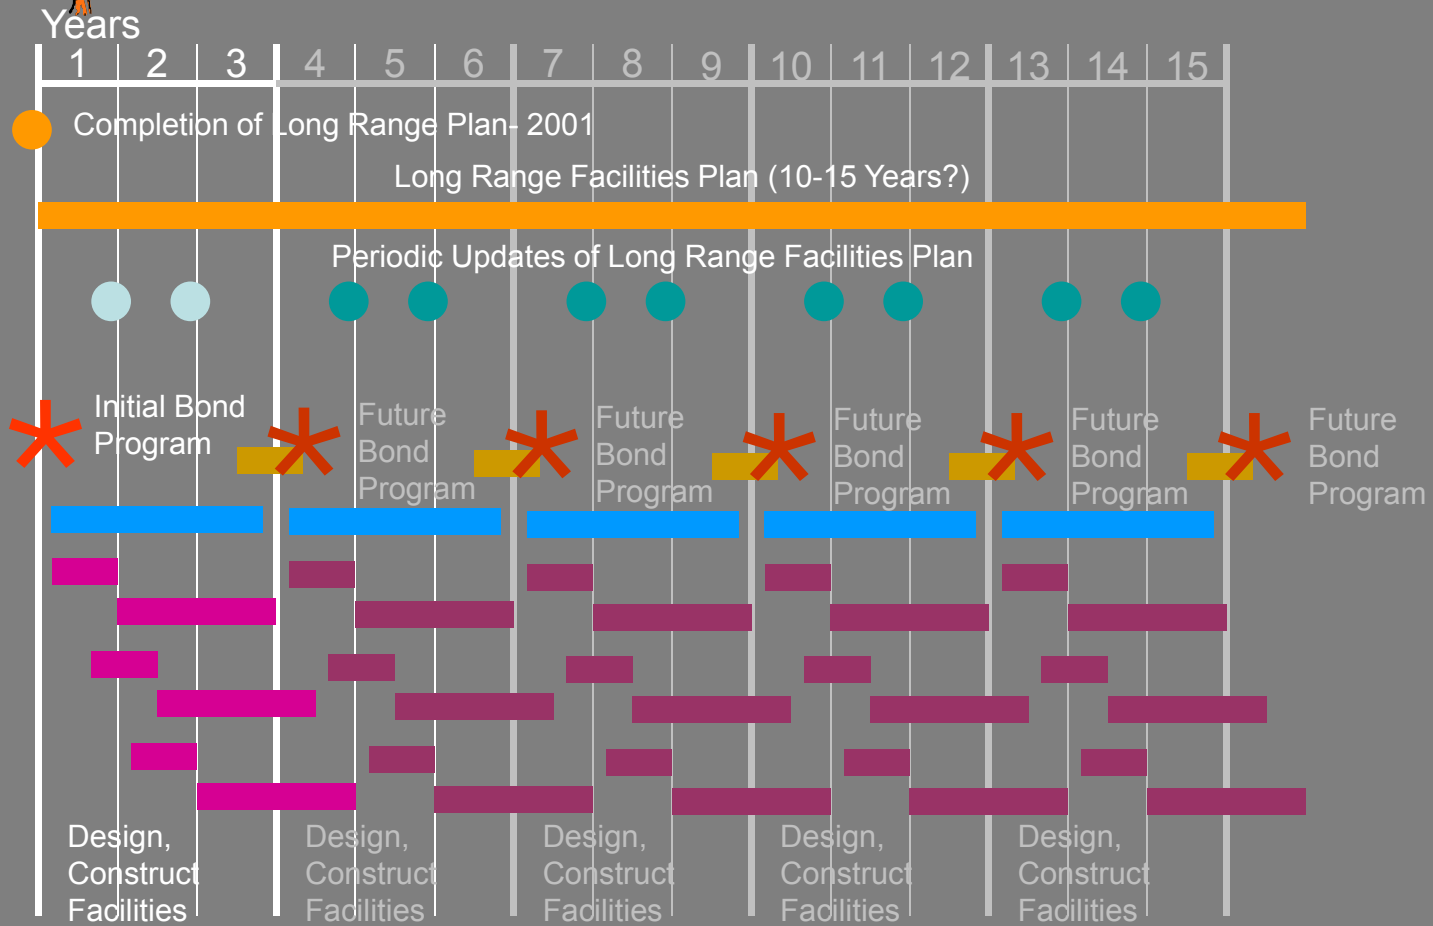 Years
1 2 3 4 5 6 7 8 9 10 11 12 13 14 15
Completion of Long Range Plan- 2001
Long Range Facilities Plan (10-15 Years?)
Periodic Updates of Long Range Facilities Plan
Initial Bond
Program
Future
Bond
Program
Future
Bond
Program
Future
Bond
Program
Future
Bond
Program
Future
Bond
Program
Design,
Construct
Facilities
Design,
Construct
Facilities
Design,
Construct
Facilities
Design,
Construct
Facilities
Design,
Construct
Facilities